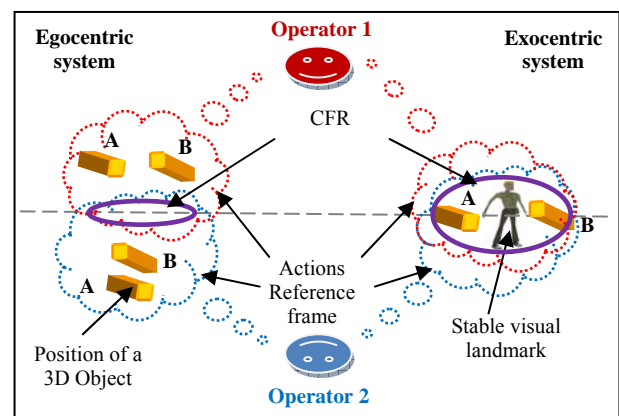 Egocentric
system
Operator 1
Exocentric
system
CFR
A
B
A
B
B
A
Actions
Reference
frame
Position of a
3D Object
Stable visual
landmark
Operator 2